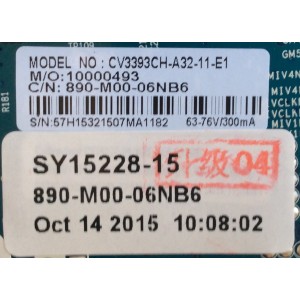 MODEL NO : CV3393CH-A32-11-E1
M/O:10000493
C/N: 890-M00-06NB6
R181
S/N:57H15321507MA1182 63-76V/300mA
SY15228-15
升级04
890-M00-06NB6
Oct 14 2015 10:08:02